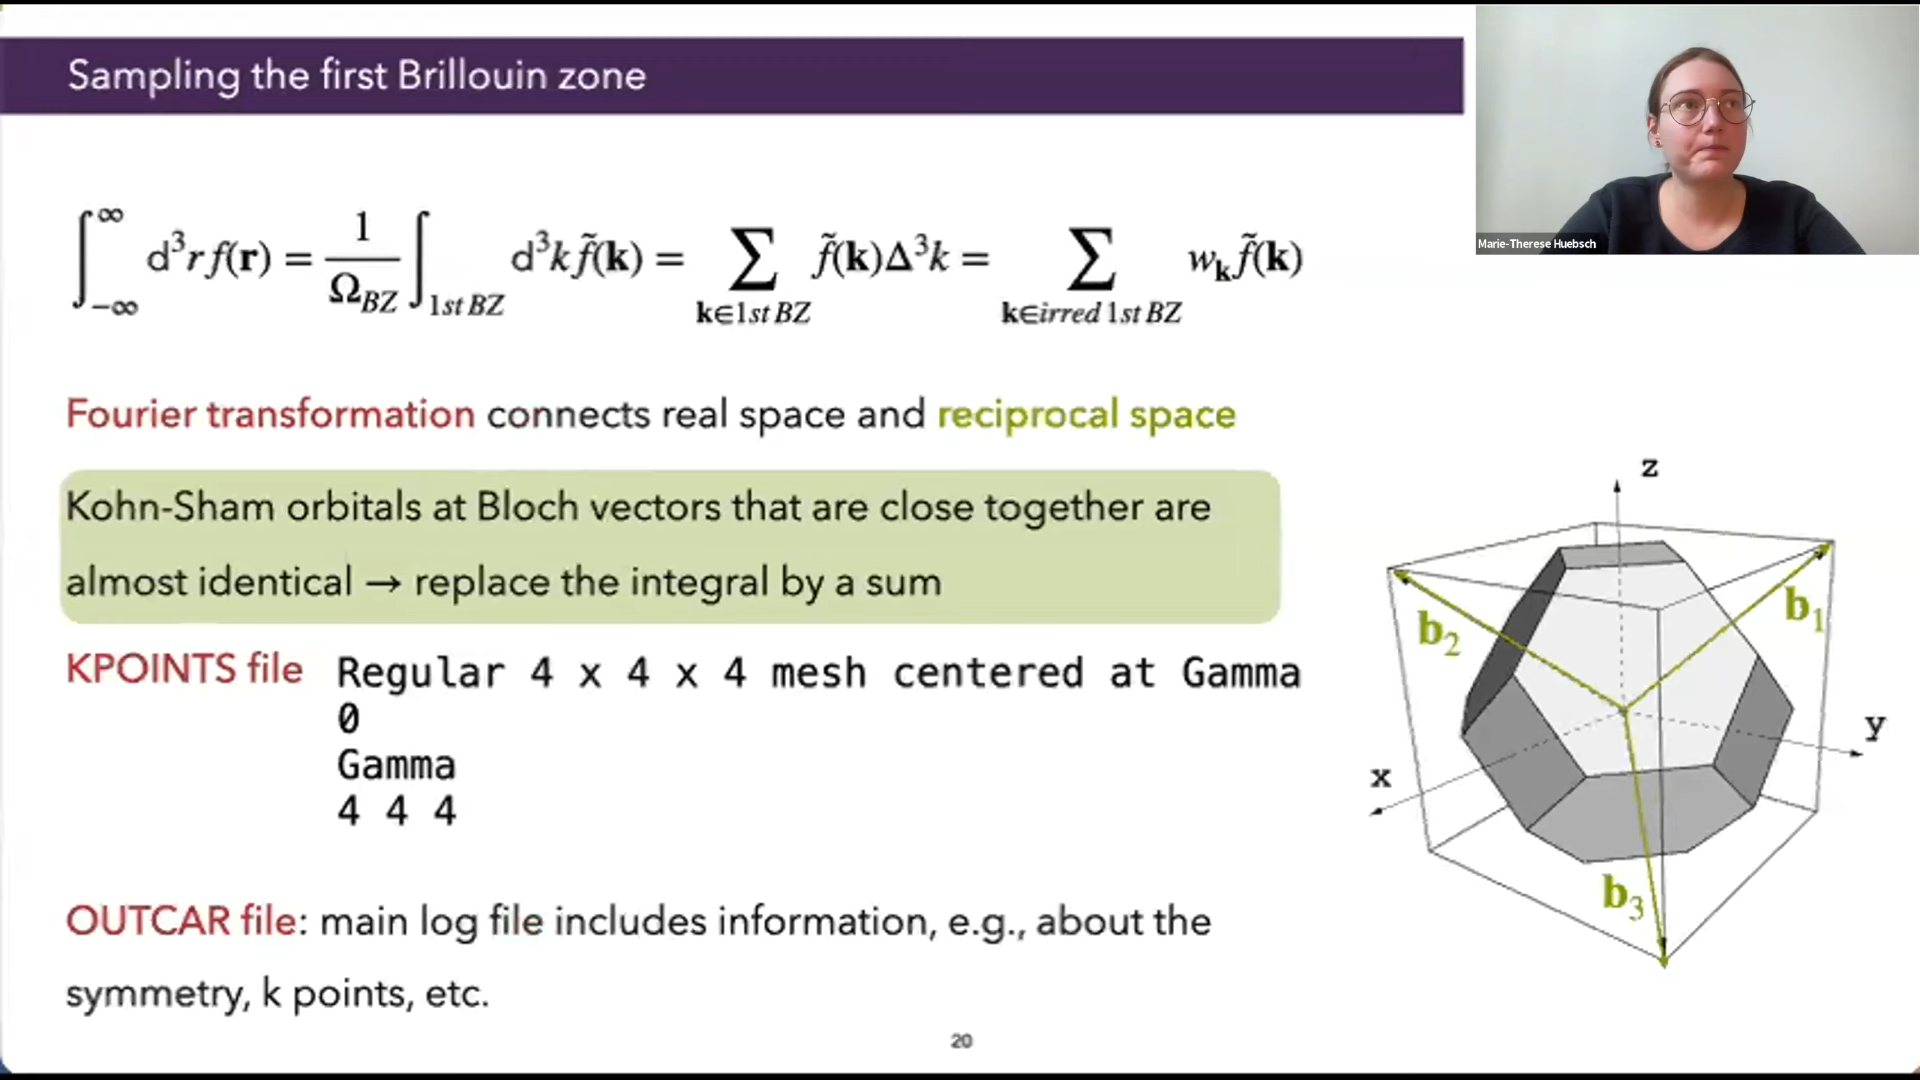 Sampling the first Brillouin zone
Marie-Therese Huebsch
∫_{-∞}^{∞} d³r f(r) = 1/Ω_{BZ} ∫_{1st BZ} d³k f̃(k) = ∑_{k∈1st BZ} f̃(k)Δ³k = ∑_{k∈irred 1st BZ} w_k f̃(k)
Fourier transformation connects real space and reciprocal space
Kohn-Sham orbitals at Bloch vectors that are close together are
almost identical → replace the integral by a sum
KPOINTS file Regular 4 x 4 x 4 mesh centered at Gamma
0
Gamma
4 4 4
OUTCAR file: main log file includes information, e.g., about the
symmetry, k points, etc.
z
b₁
b₂
y
x
b₃
20